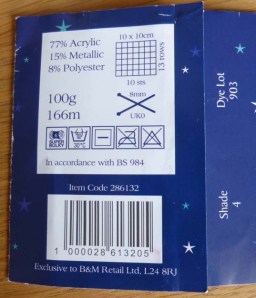 77% Acrylic
15% Metallic
8% Polyester
10 x 10cm
13 rows
10 sts
100g
166m
8mm
UK0
30°C
In accordance with BS 984
Item Code 286132
1 000028 613205
Exclusive to B&M Retail Ltd, L24 8RJ
Dye Lot
903
Shade
4